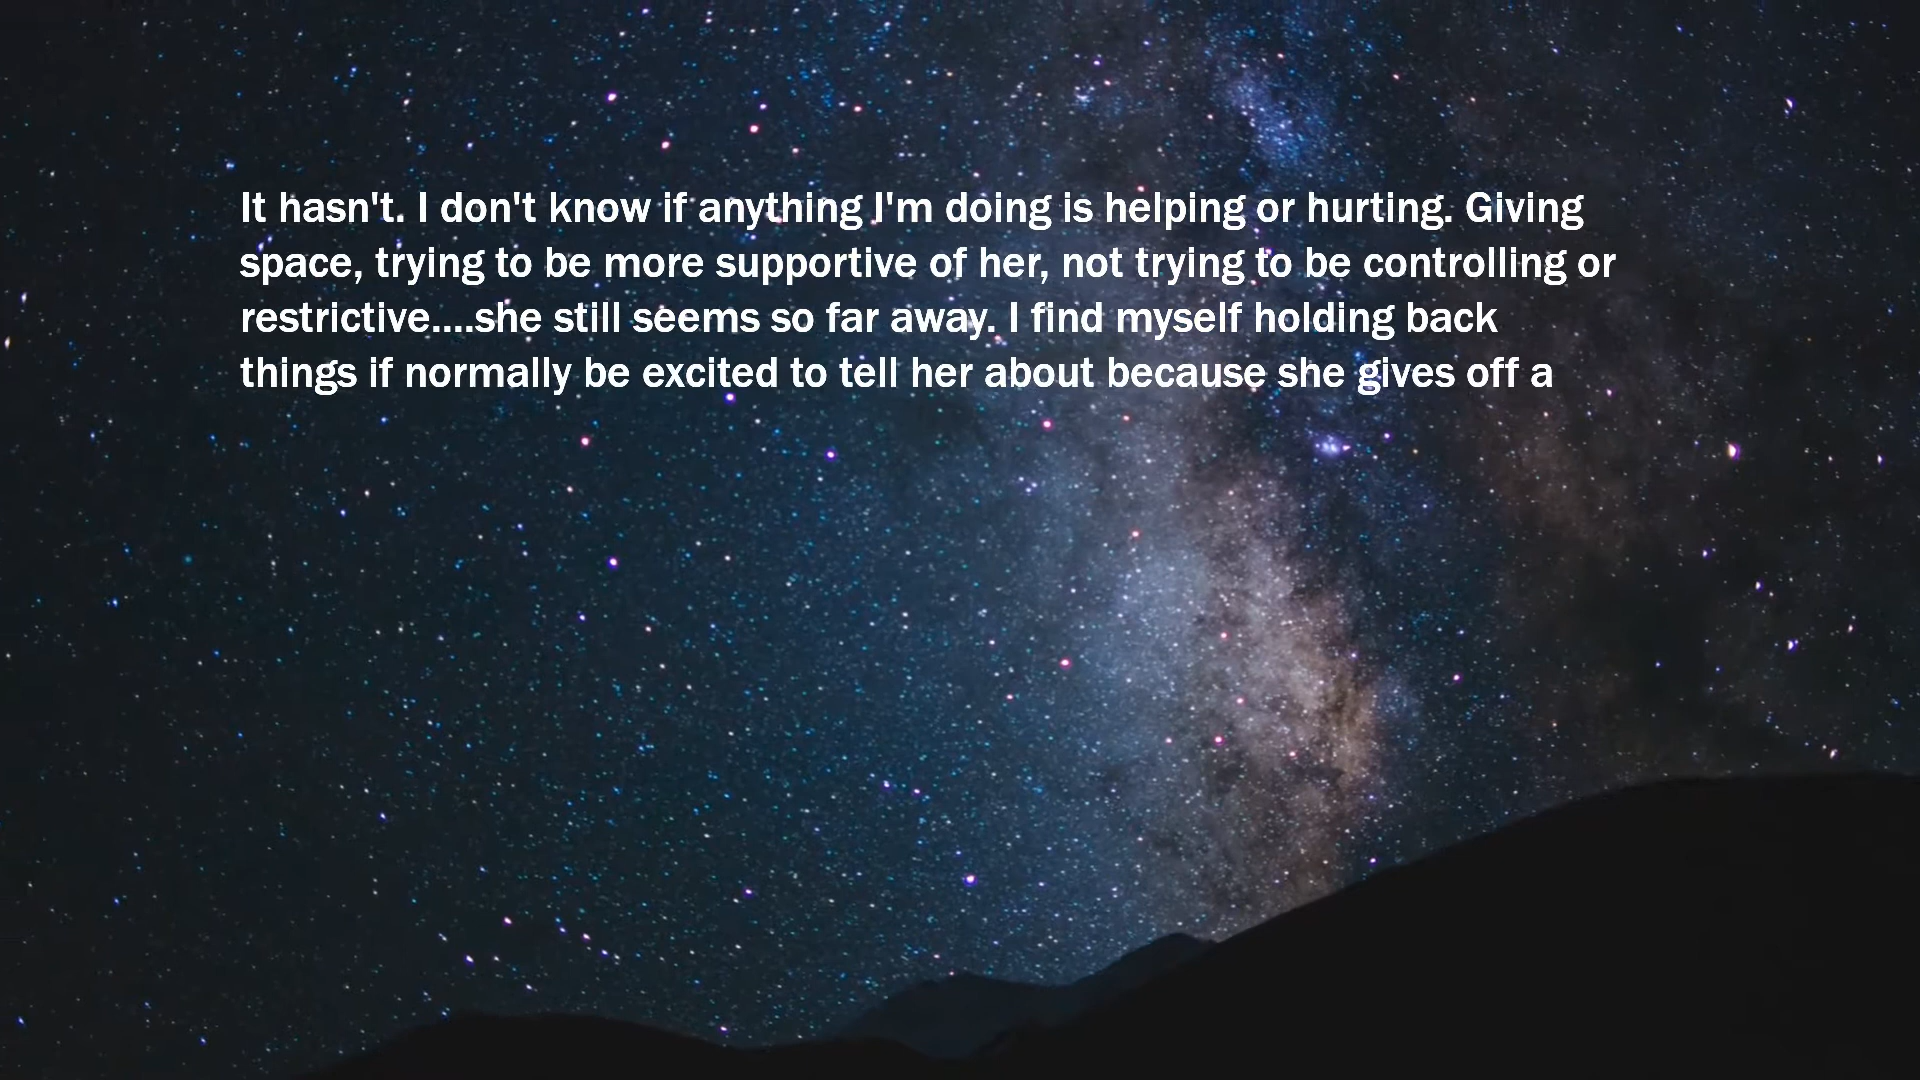 It hasn't. I don't know if anything I'm doing is helping or hurting. Giving
space, trying to be more supportive of her, not trying to be controlling or
restrictive....she still seems so far away. I find myself holding back
things if normally be excited to tell her about because she gives off a